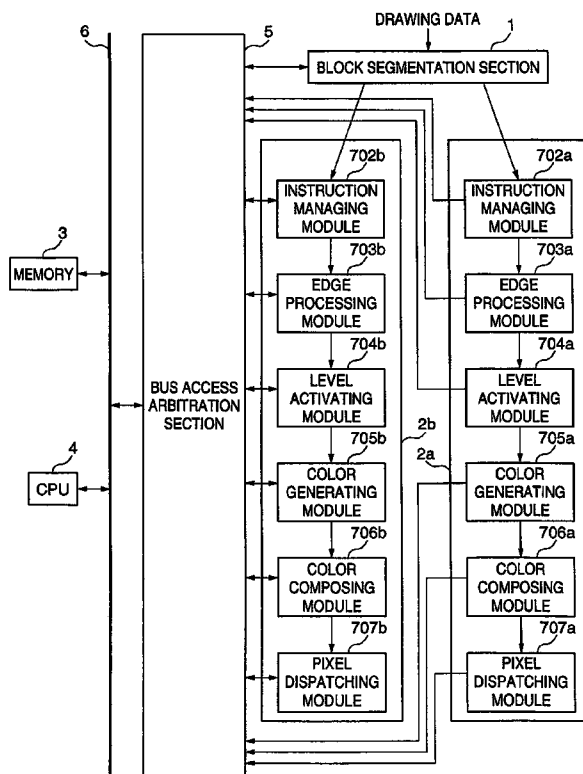 DRAWING DATA
6
5
1
BLOCK SEGMENTATION SECTION
702b
702a
INSTRUCTION
MANAGING
MODULE
INSTRUCTION
MANAGING
MODULE
3
MEMORY
703b
703a
EDGE
PROCESSING
MODULE
EDGE
PROCESSING
MODULE
704b
704a
BUS ACCESS
ARBITRATION
SECTION
LEVEL
ACTIVATING
MODULE
LEVEL
ACTIVATING
MODULE
2b
2a
4
CPU
705b
705a
COLOR
GENERATING
MODULE
COLOR
GENERATING
MODULE
706b
706a
COLOR
COMPOSING
MODULE
COLOR
COMPOSING
MODULE
707b
707a
PIXEL
DISPATCHING
MODULE
PIXEL
DISPATCHING
MODULE